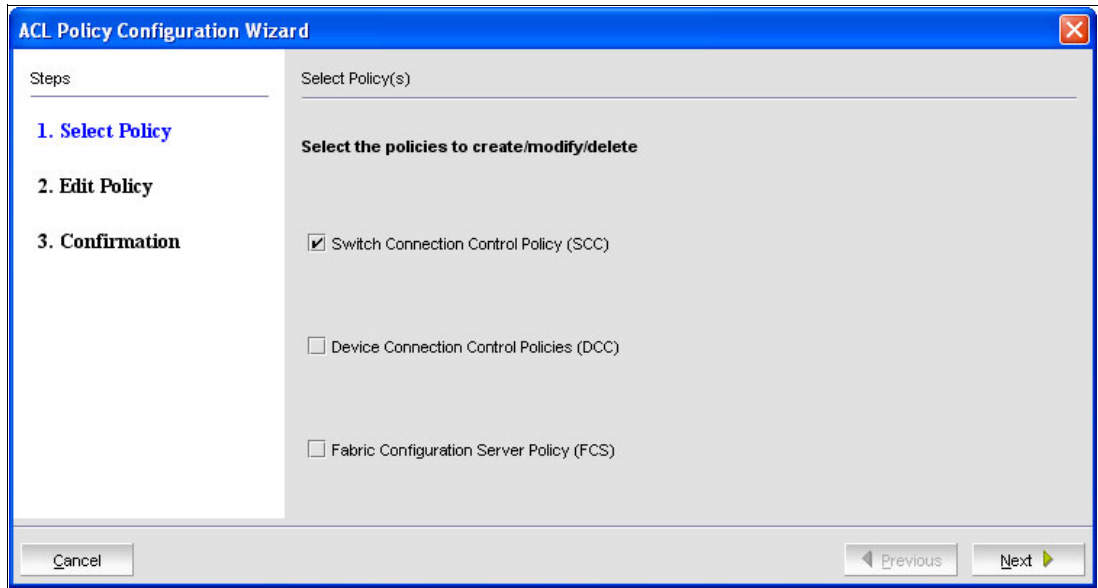 ACL Policy Configuration Wizard
Steps
1. Select Policy
2. Edit Policy
3. Confirmation
Select Policy(s)
Select the policies to create/modify/delete
Switch Connection Control Policy (SCC)
Device Connection Control Policies (DCC)
Fabric Configuration Server Policy (FCS)
Cancel
Previous
Next